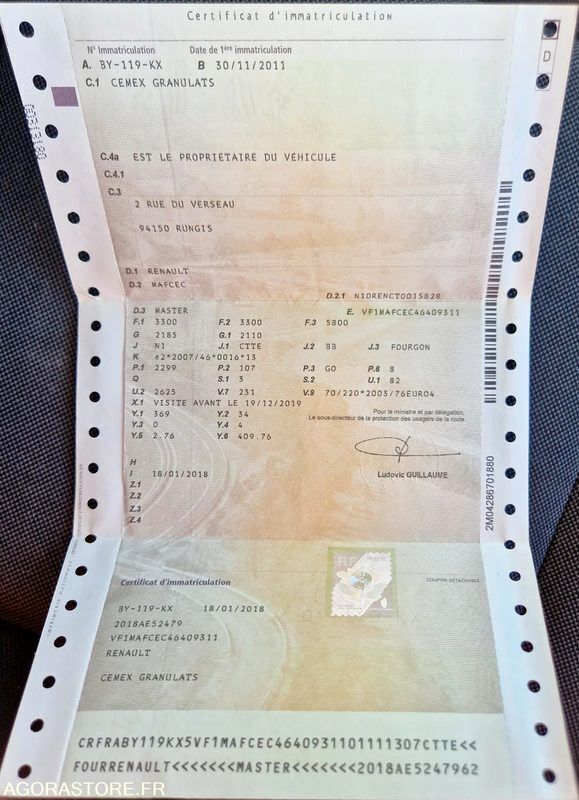 Certificat d'immatriculation
N° Immatriculation Date de 1ère immatriculation
A. BY-119-KX B 30/11/2011
D
C.1 CEMEX GRANULATS
C.4a EST LE PROPRIÉTAIRE DU VÉHICULE
C.4.1
C.3
2 RUE DU VERSEAU
94150 RUNGIS
D.1 RENAULT
D.2 MAFCEC
D.2.1 N10RENCT0015828
D.3 MASTER E. VF1MAFCEC46409311
F.1 3300 F.2 3300 F.3 5800
G 2185 G.1 2110
J N1 J.1 CTTE J.2 BB J.3 FOURGON
K e2*2007/46*0016*13
P.1 2299 P.2 107 P.3 GO P.6 8
Q S.1 3 S.2 U.1 82
U.2 2625 V.7 231 V.9 70/220*2003/76EURO4
X.1 VISITE AVANT LE 19/12/2019
Y.1 369 Y.2 34
Y.3 0 Y.4 4
Y.5 2.76 Y.6 409.76
Pour le ministre et par délégation,
Le sous-directeur de la protection des usagers de la route
Ludovic GUILLAUME
H
I 18/01/2018
Z.1
Z.2
Z.3
Z.4
2M04286701880
Certificat d'immatriculation
COUPON DETACHABLE
BY-119-KX 18/01/2018
2018AE52479
VF1MAFCEC46409311
RENAULT
CEMEX GRANULATS
CRFRABY119KX5VF1MAFCEC4640931101111307CTTE<<
FOURRENAULT<<<<<<<MASTER<<<<<<<2018AE5247962
AGORASTORE.FR